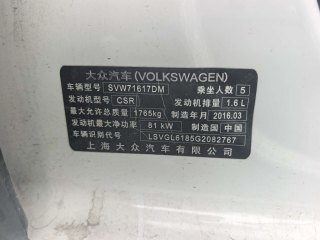 大众汽车(VOLKSWAGEN)
车辆型号 SVW71617DM 乘坐人数 5
发动机型号 CSR 发动机排量 1.6 L
最大允许总质量 1765kg 制造年月 2016.03
发动机最大净功率 81 kW 制造国 中国
车辆识别代号 LSVGL6185G2082767
上海大众汽车有限公司